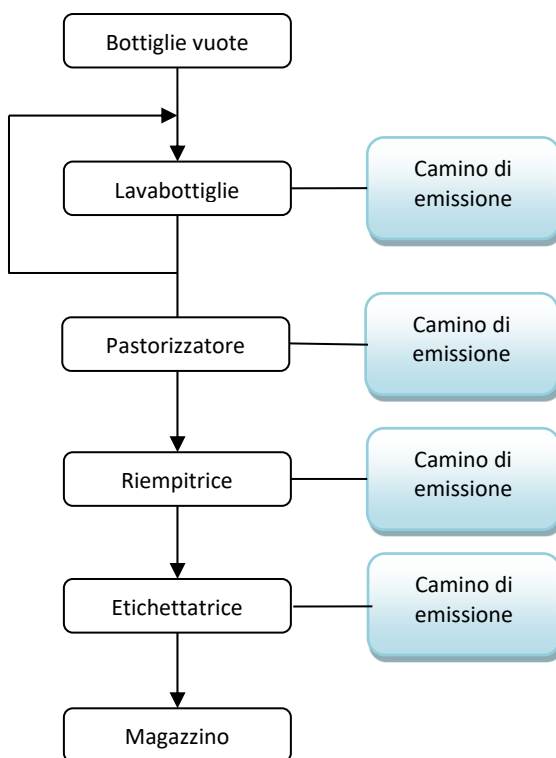 Bottiglie vuote
Lavabottiglie
Camino di
emissione
Pastorizzatore
Camino di
emissione
Riempitrice
Camino di
emissione
Etichettatrice
Camino di
emissione
Magazzino